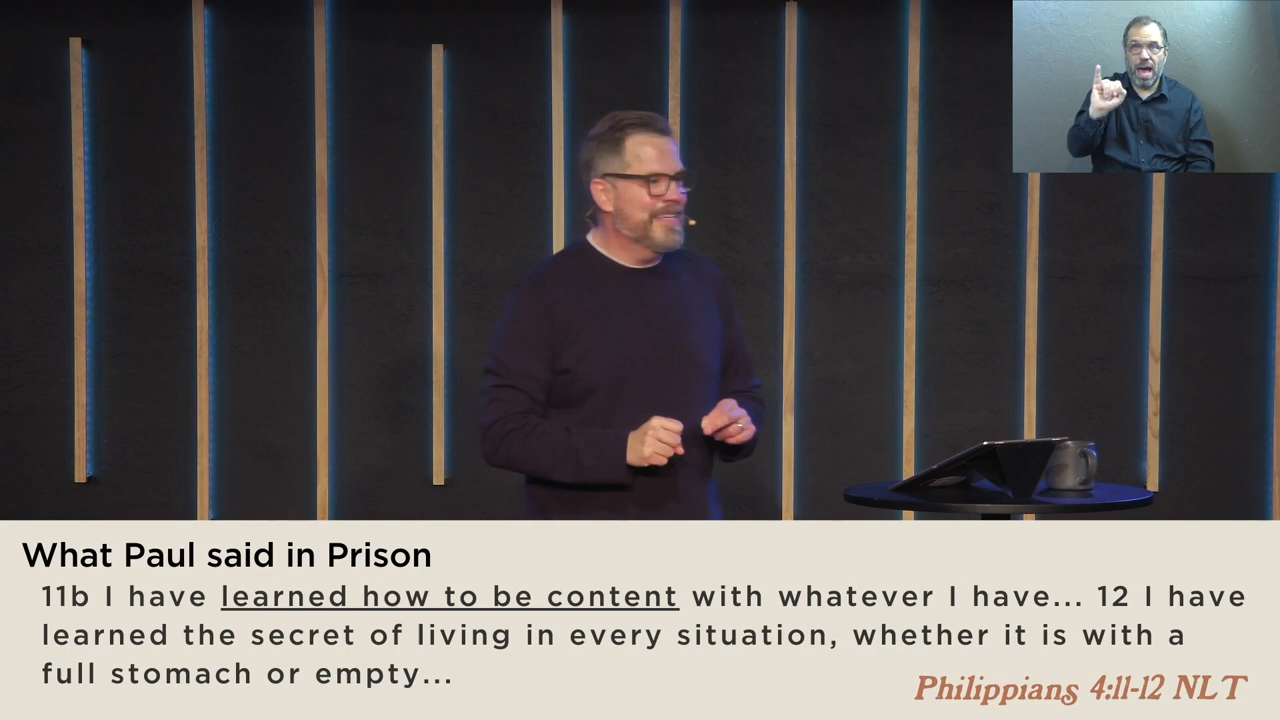 What Paul said in Prison
11b I have learned how to be content with whatever I have... 12 I have
learned the secret of living in every situation, whether it is with a
full stomach or empty...
Philippians 4:11-12 NLT